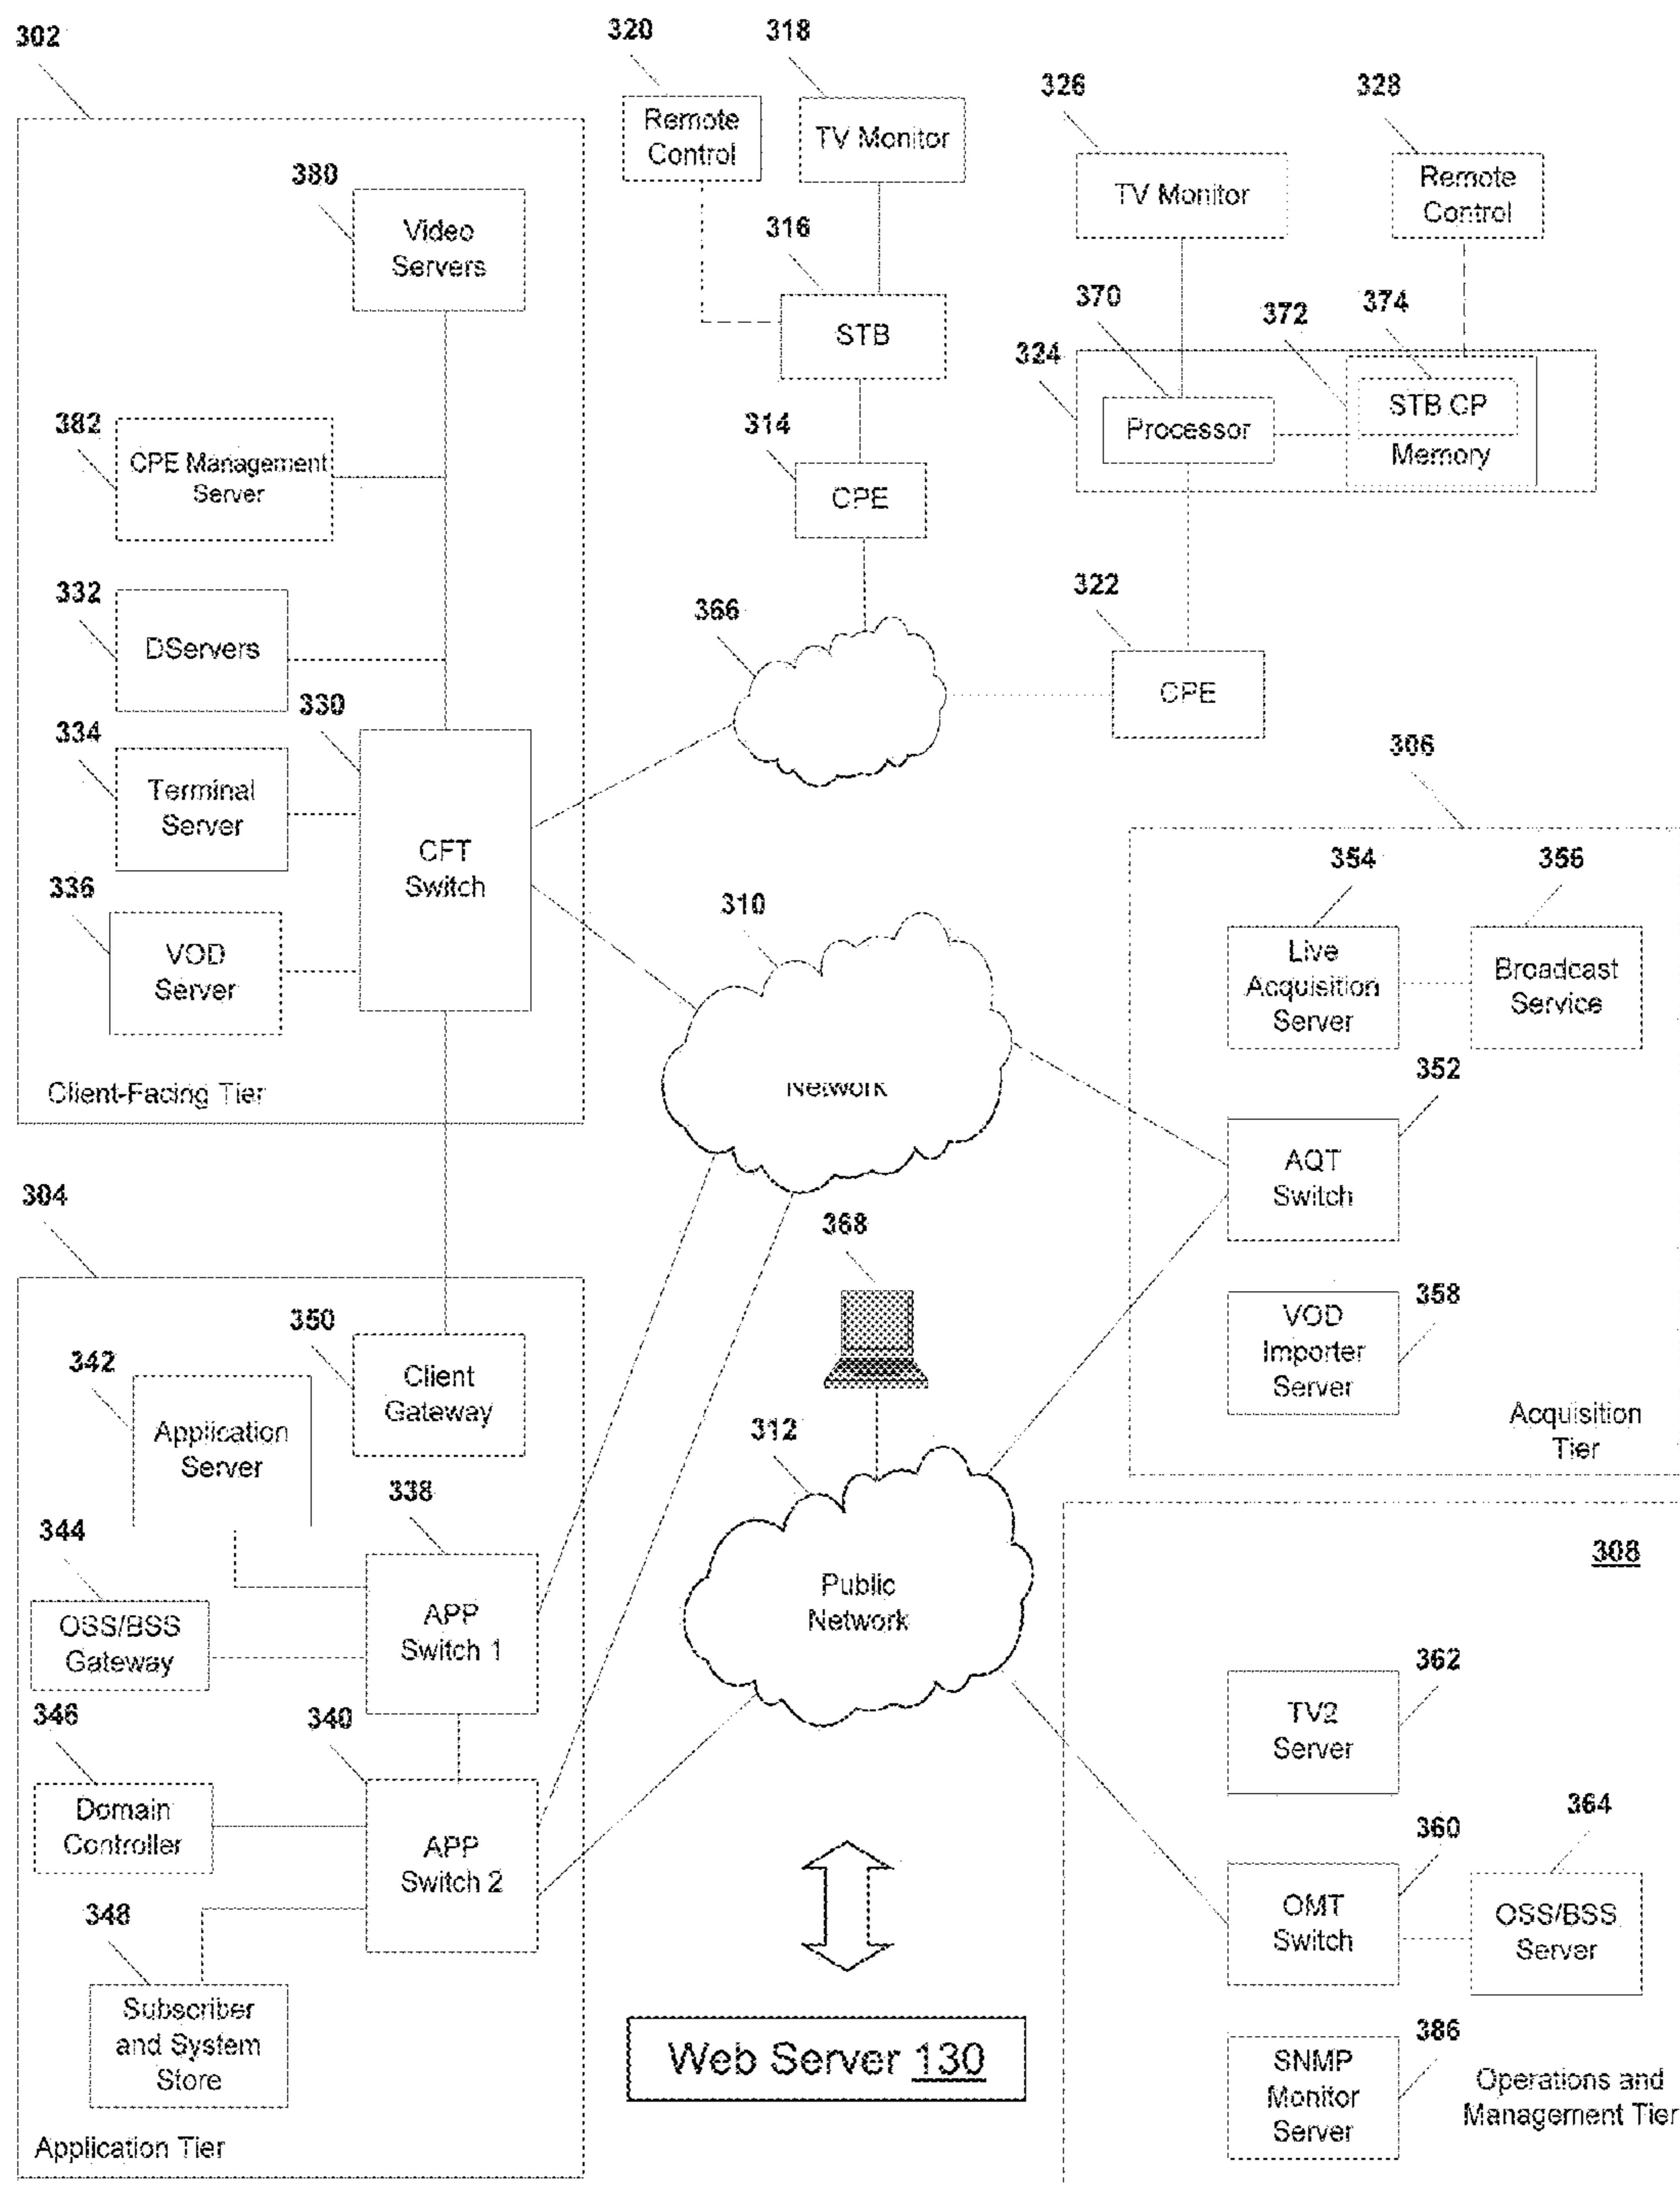 302
320
318
326
328
Remote
Control
TV Monitor
TV Monitor
Remote
Control
380
Video
Servers
316
STB
370
372
374
324
Processor
STB CP
Memory
382
CPE Management
Server
314
CPE
332
DServers
366
322
CPE
330
334
Terminal
Server
CFT
Switch
336
VOD
Server
Client-Facing Tier
310
Network
306
354
356
Live
Acquisition
Server
Broadcast
Service
352
AQT
Switch
358
VOD
Importer
Server
Acquisition
Tier
304
368
350
Client
Gateway
342
Application
Server
338
APP
Switch 1
344
OSS/BSS
Gateway
346
Domain
Controller
340
APP
Switch 2
348
Subscriber
and System
Store
Application Tier
312
Public
Network
Web Server 130
308
362
TV2
Server
360
OMT
Switch
364
OSS/BSS
Server
386
SNMP
Monitor
Server
Operations and
Management Tier